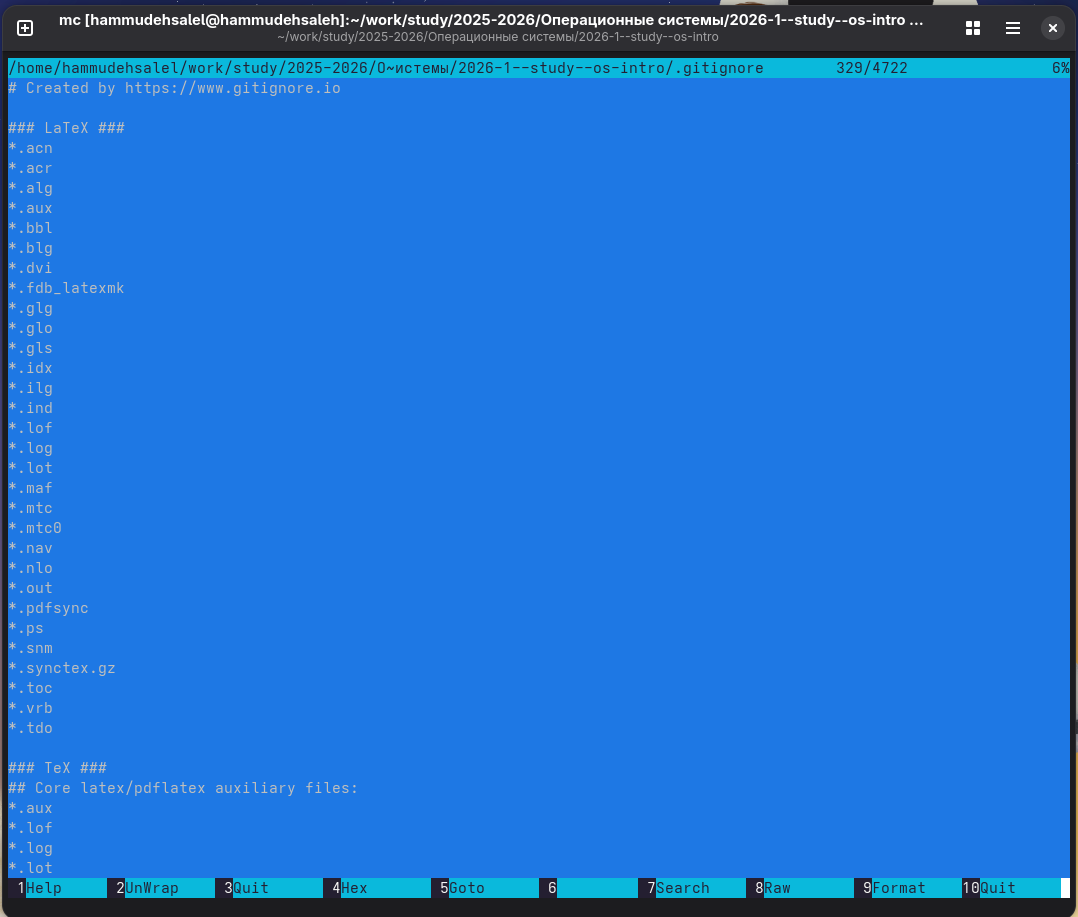 mc [hammudehsalel@hammudehsaleh]:~/work/study/2025-2026/Операционные системы/2026-1--study--os-intro ...
~/work/study/2025-2026/Операционные системы/2026-1--study--os-intro
/home/hammudehsalel/work/study/2025-2026/О~истемы/2026-1--study--os-intro/.gitignore 329/4722 6%
# Created by https://www.gitignore.io
### LaTeX ###
*.acn
*.acr
*.alg
*.aux
*.bbl
*.blg
*.dvi
*.fdb_latexmk
*.glg
*.glo
*.gls
*.idx
*.ilg
*.ind
*.lof
*.log
*.lot
*.maf
*.mtc
*.mtc0
*.nav
*.nlo
*.out
*.pdfsync
*.ps
*.snm
*.synctex.gz
*.toc
*.vrb
*.tdo
### TeX ###
## Core latex/pdflatex auxiliary files:
*.aux
*.lof
*.log
*.lot
1Help 2UnWrap 3Quit 4Hex 5Goto 6 7Search 8Raw 9Format 10Quit